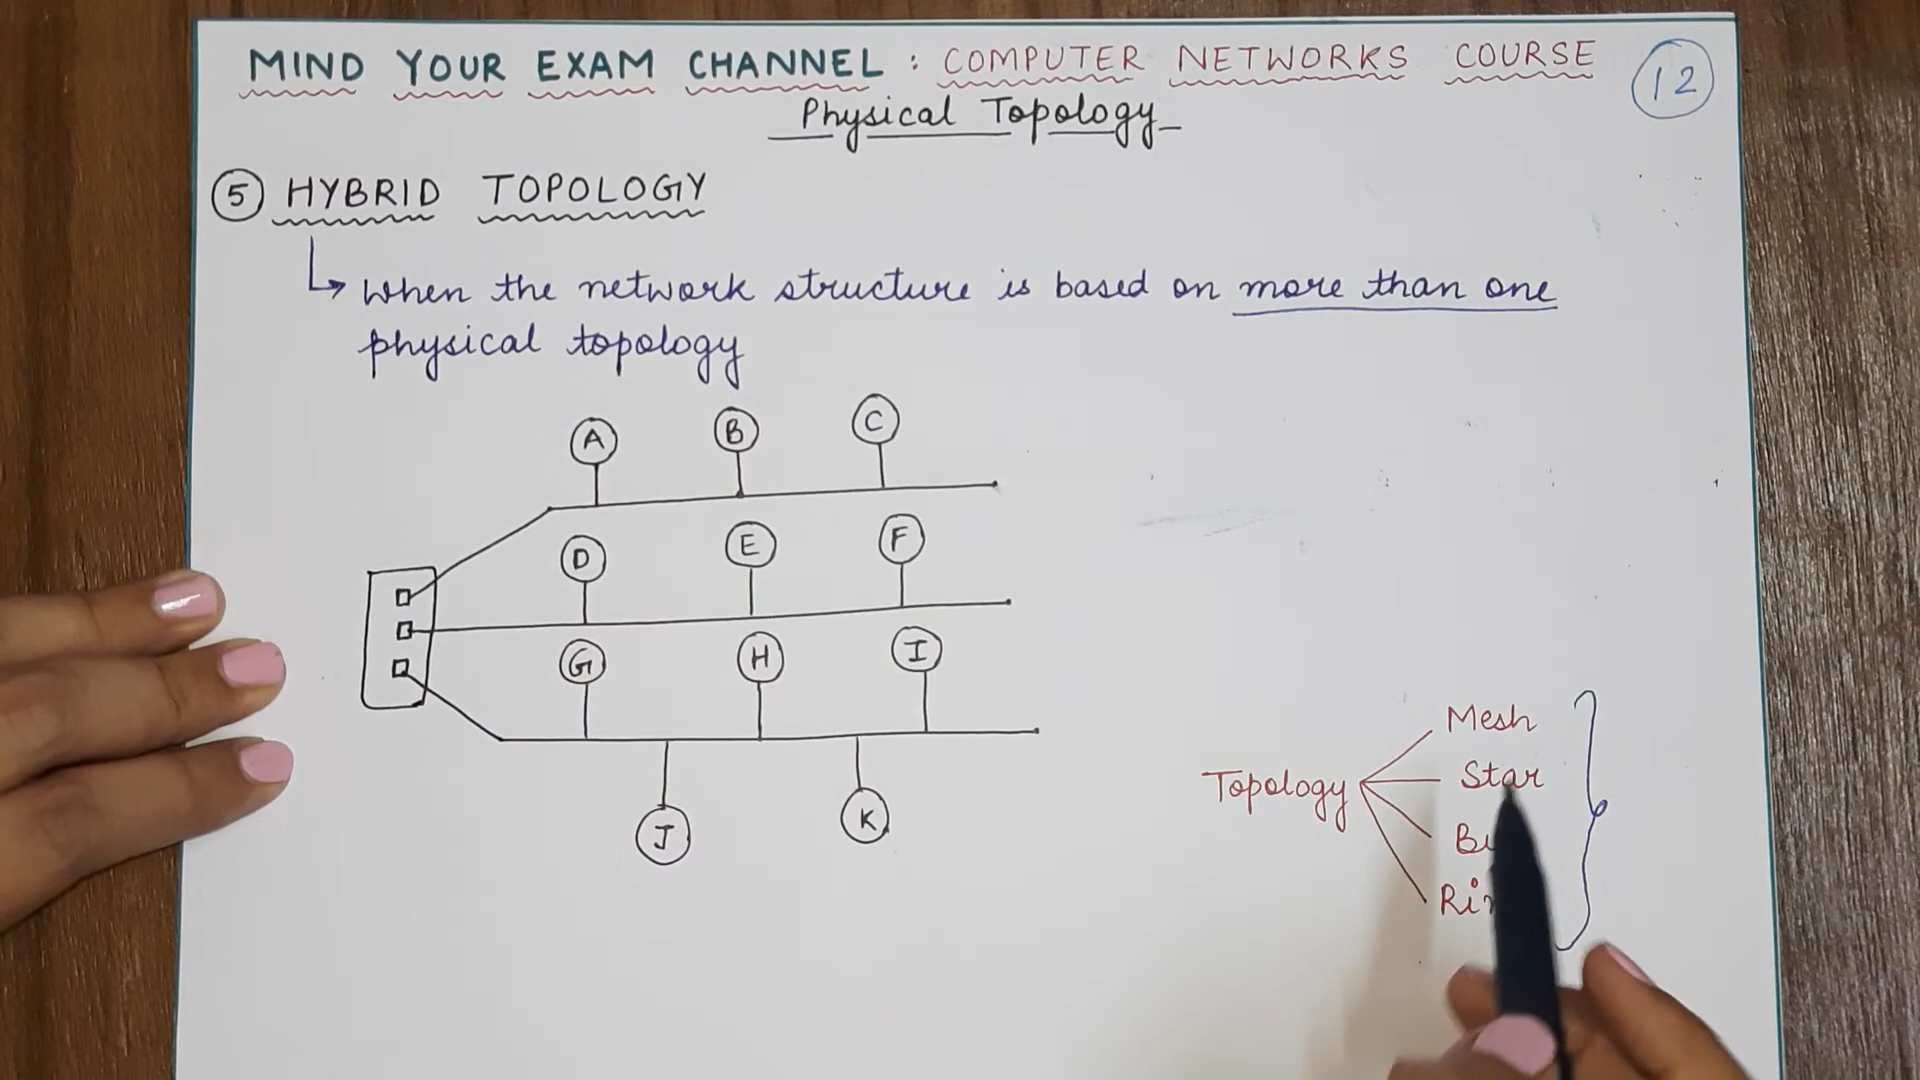 MIND YOUR EXAM CHANNEL : COMPUTER NETWORKS COURSE
12
Physical Topology
5 HYBRID TOPOLOGY
When the network structure is based on more than one
physical topology
A B C
D E F
G H I
J K
Topology
Mesh
Star